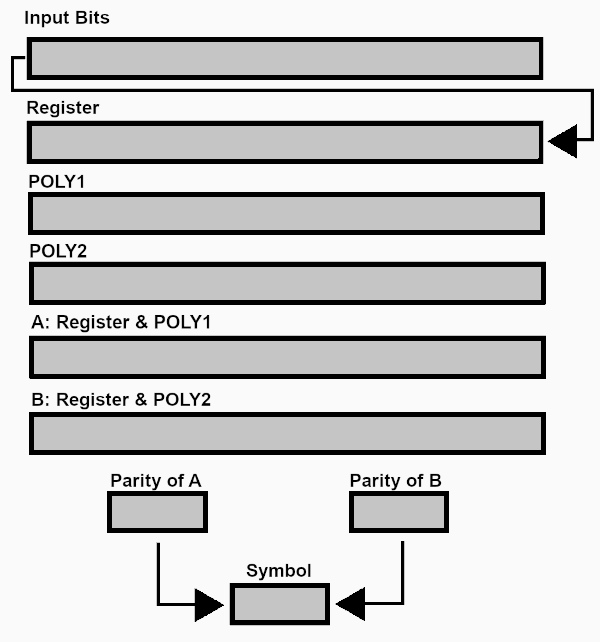 Input Bits
Register
POLY1
POLY2
A: Register & POLY1
B: Register & POLY2
Parity of A
Parity of B
Symbol